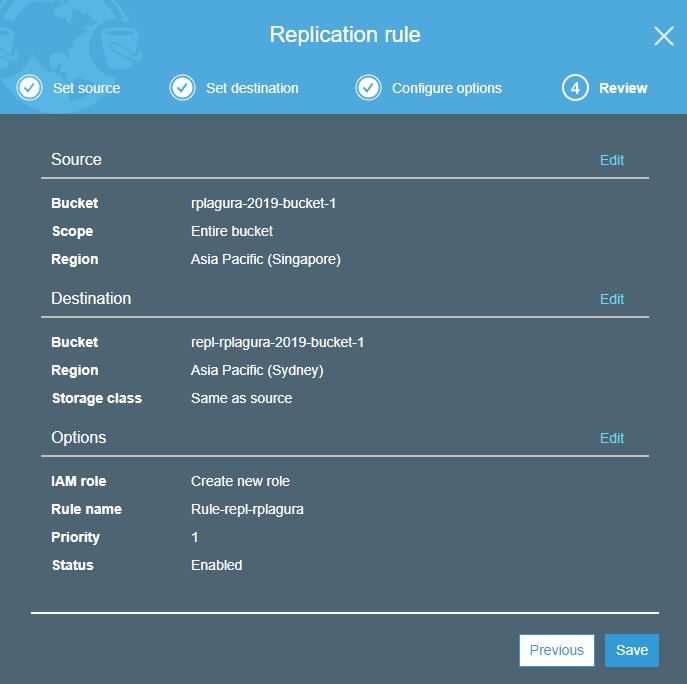 Replication rule
Set source Set destination Configure options 4 Review
Source Edit
Bucket rplagura-2019-bucket-1
Scope Entire bucket
Region Asia Pacific (Singapore)
Destination Edit
Bucket repl-rplagura-2019-bucket-1
Region Asia Pacific (Sydney)
Storage class Same as source
Options Edit
IAM role Create new role
Rule name Rule-repl-rplagura
Priority 1
Status Enabled
Previous Save